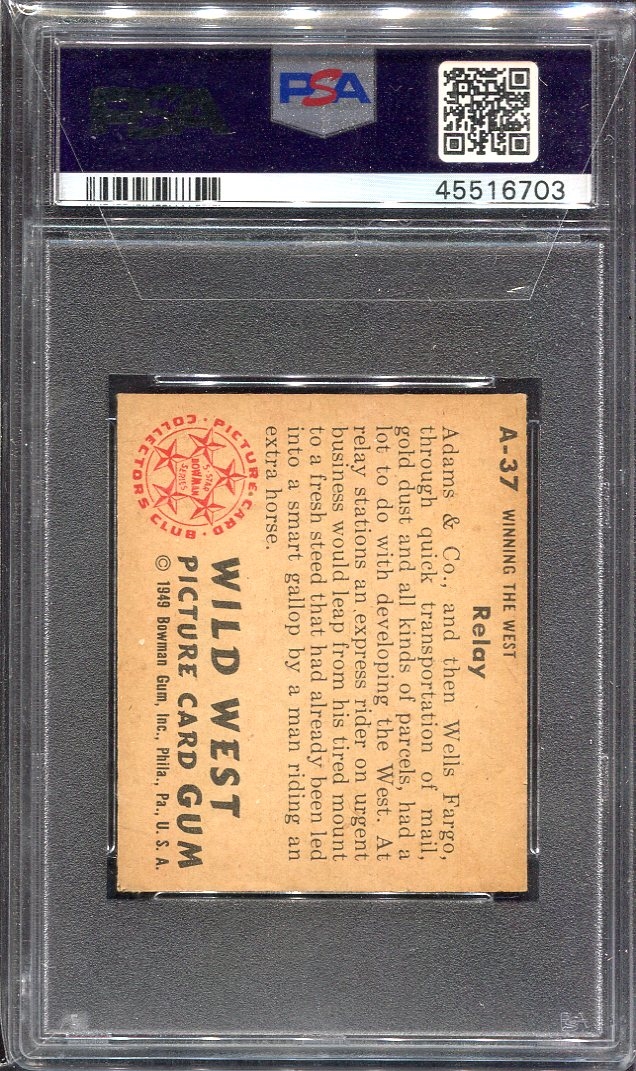 PSA
PSA
45516703
A-37 WINNING THE WEST
Relay
Adams & Co., and then Wells Fargo,
through quick transportation of mail,
gold dust and all kinds of parcels, had a
lot to do with developing the West. At
relay stations an express rider on urgent
business would leap from his tired mount
to a fresh steed that had already been led
into a smart gallop by a man riding an
extra horse.
PICTURE·CARD·COLLECTORS CLUB
5-STAR
BOWMAN
SERIES
WILD WEST
PICTURE CARD GUM
© 1949 Bowman Gum, Inc., Phila., Pa., U. S. A.